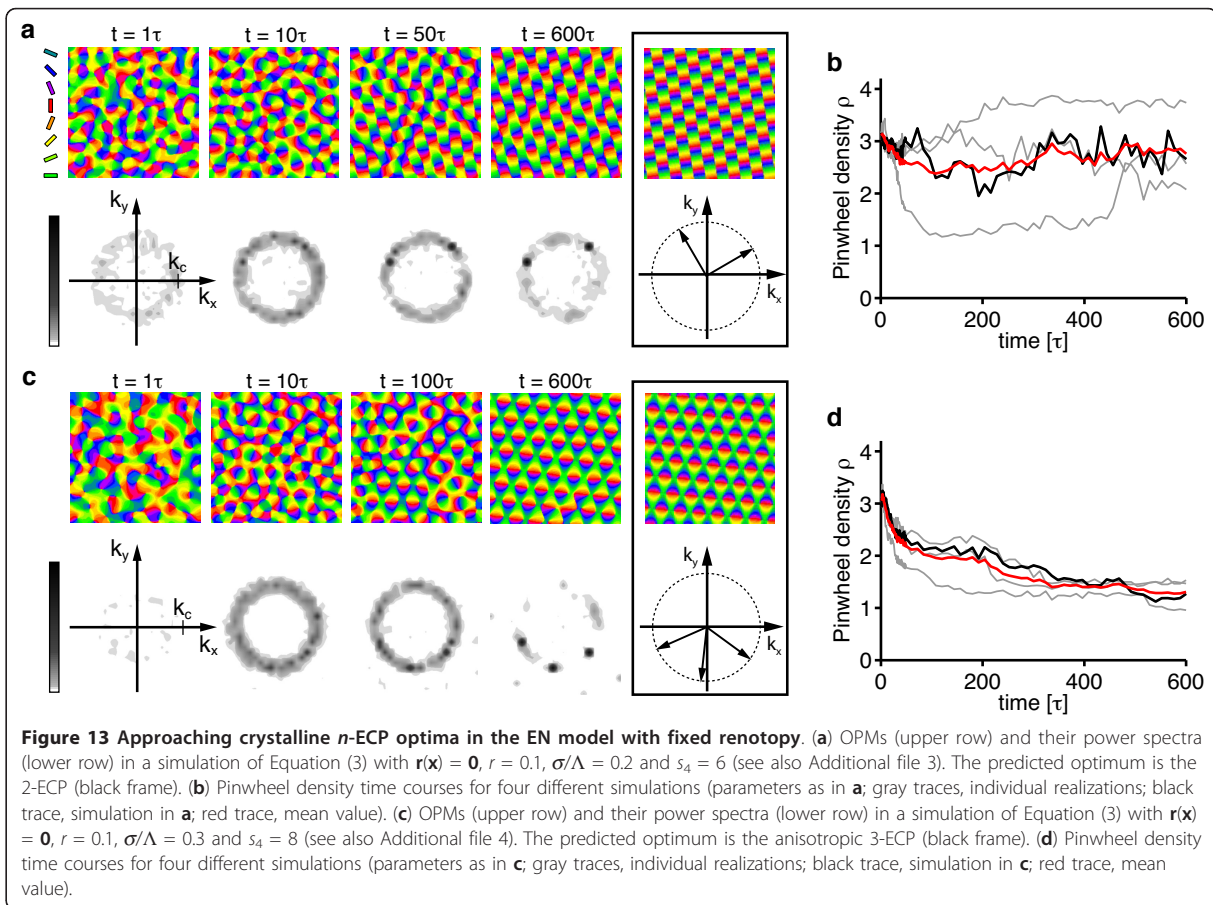 a
t = 1τ
t = 10τ
t = 50τ
t = 600τ
k_y
k_c
k_x
k_y
k_x
b
Pinwheel density ρ
4
3
2
1
0
0
200
400
600
time [τ]
c
t = 1τ
t = 10τ
t = 100τ
t = 600τ
k_y
k_c
k_x
k_y
k_x
d
Pinwheel density ρ
4
3
2
1
0
0
200
400
600
time [τ]
Figure 13 Approaching crystalline n-ECP optima in the EN model with fixed renotopy. (a) OPMs (upper row) and their power spectra
(lower row) in a simulation of Equation (3) with r(x) = 0, r = 0.1, σ/Λ = 0.2 and s₄ = 6 (see also Additional file 3). The predicted optimum is the
2-ECP (black frame). (b) Pinwheel density time courses for four different simulations (parameters as in a; gray traces, individual realizations; black
trace, simulation in a; red trace, mean value). (c) OPMs (upper row) and their power spectra (lower row) in a simulation of Equation (3) with r(x)
= 0, r = 0.1, σ/Λ = 0.3 and s₄ = 8 (see also Additional file 4). The predicted optimum is the anisotropic 3-ECP (black frame). (d) Pinwheel density
time courses for four different simulations (parameters as in c; gray traces, individual realizations; black trace, simulation in c; red trace, mean
value).